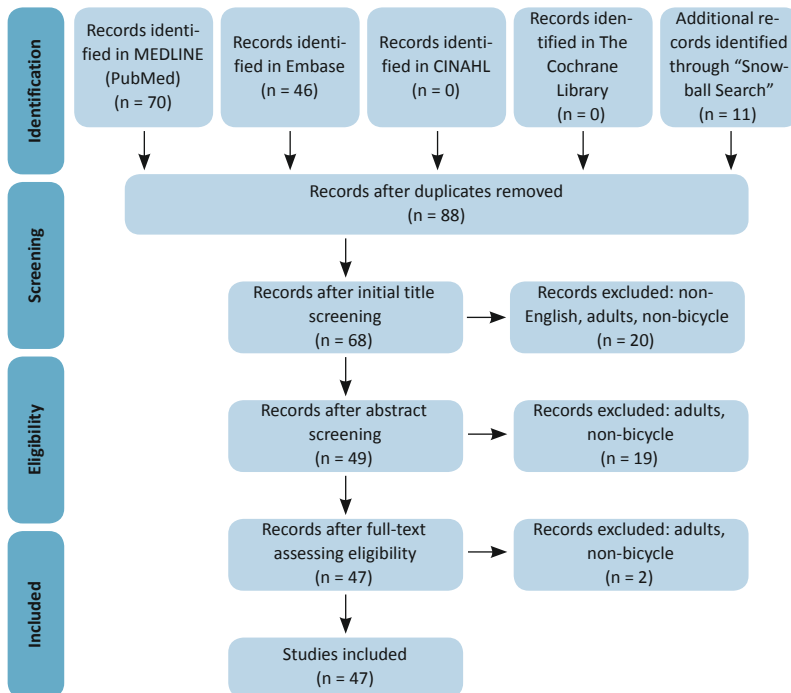 Identification
Records
identified in MEDLINE
(PubMed)
(n = 70)
Records identi-
fied in Embase
(n = 46)
Records identi-
fied in CINAHL
(n = 0)
Records iden-
tified in The
Cochrane
Library
(n = 0)
Additional re-
cords identified
through “Snow-
ball Search”
(n = 11)
Records after duplicates removed
(n = 88)
Screening
Records after initial title
screening
(n = 68)
Records excluded: non-
English, adults, non-bicycle
(n = 20)
Eligibility
Records after abstract
screening
(n = 49)
Records excluded: adults,
non-bicycle
(n = 19)
Records after full-text
assessing eligibility
(n = 47)
Records excluded: adults,
non-bicycle
(n = 2)
Included
Studies included
(n = 47)